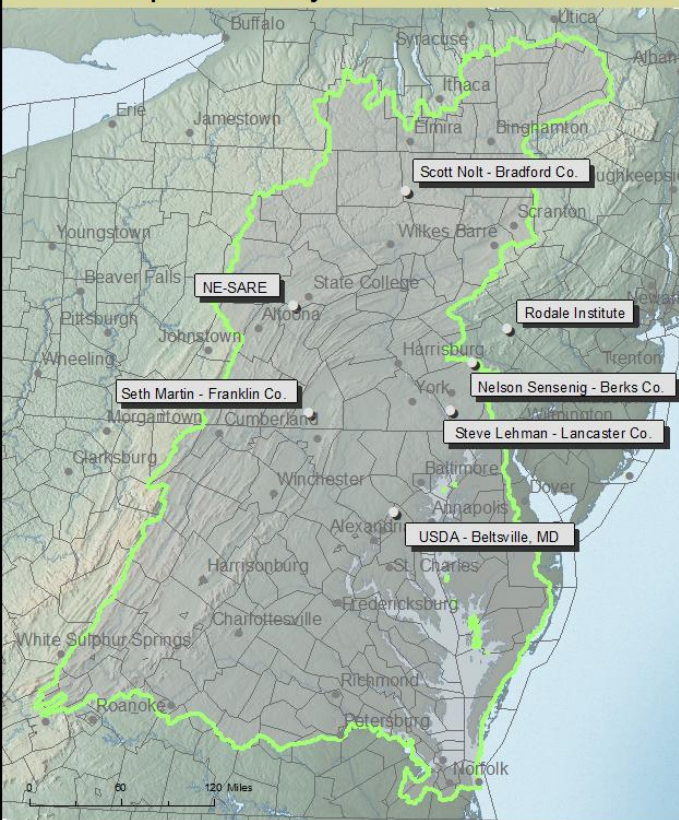 Buffalo
Utica
Syracuse
Ithaca
Erie
Jamestown
Elmira
Binghamton
Scott Nolt - Bradford Co.
Scranton
Youngstown
Wilkes Barre
Beaver Falls
NE-SARE
State College
Pittsburgh
Altoona
Rodale Institute
Johnstown
Harrisburg
Trenton
Wheeling
Seth Martin - Franklin Co.
York
Nelson Sensenig - Berks Co.
Morgantown
Cumberland
Wilmington
Steve Lehman - Lancaster Co.
Clarksburg
Winchester
Baltimore
Dover
Annapolis
USDA - Beltsville, MD
Harrisonburg
St. Charles
Fredericksburg
Charlottesville
White Sulphur Springs
Richmond
Roanoke
Petersburg
Norfolk
0 60 120 Miles